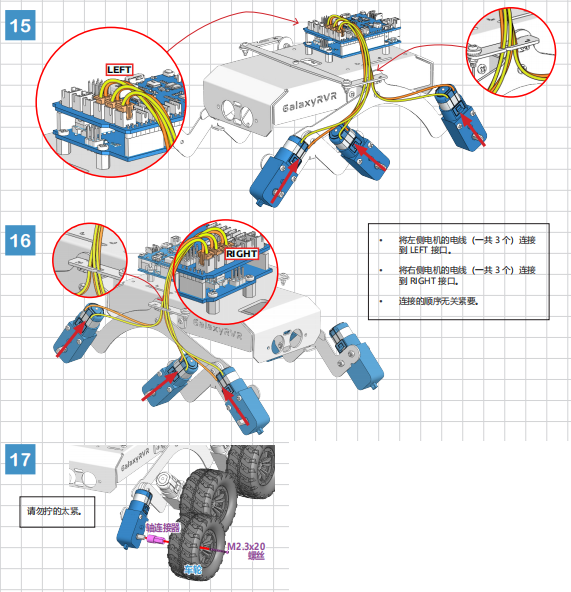 15
LEFT
GalaxyRVR
16
RIGHT
GalaxyRVR
• 将左侧电机的电线（一共 3 个）连接
到 LEFT 接口。
• 将右侧电机的电线（一共 3 个）连接
到 RIGHT 接口。
• 连接的顺序无关紧要。
17
GalaxyRVR
请勿拧的太紧。
轴连接器
M2.3x20
螺丝
车轮